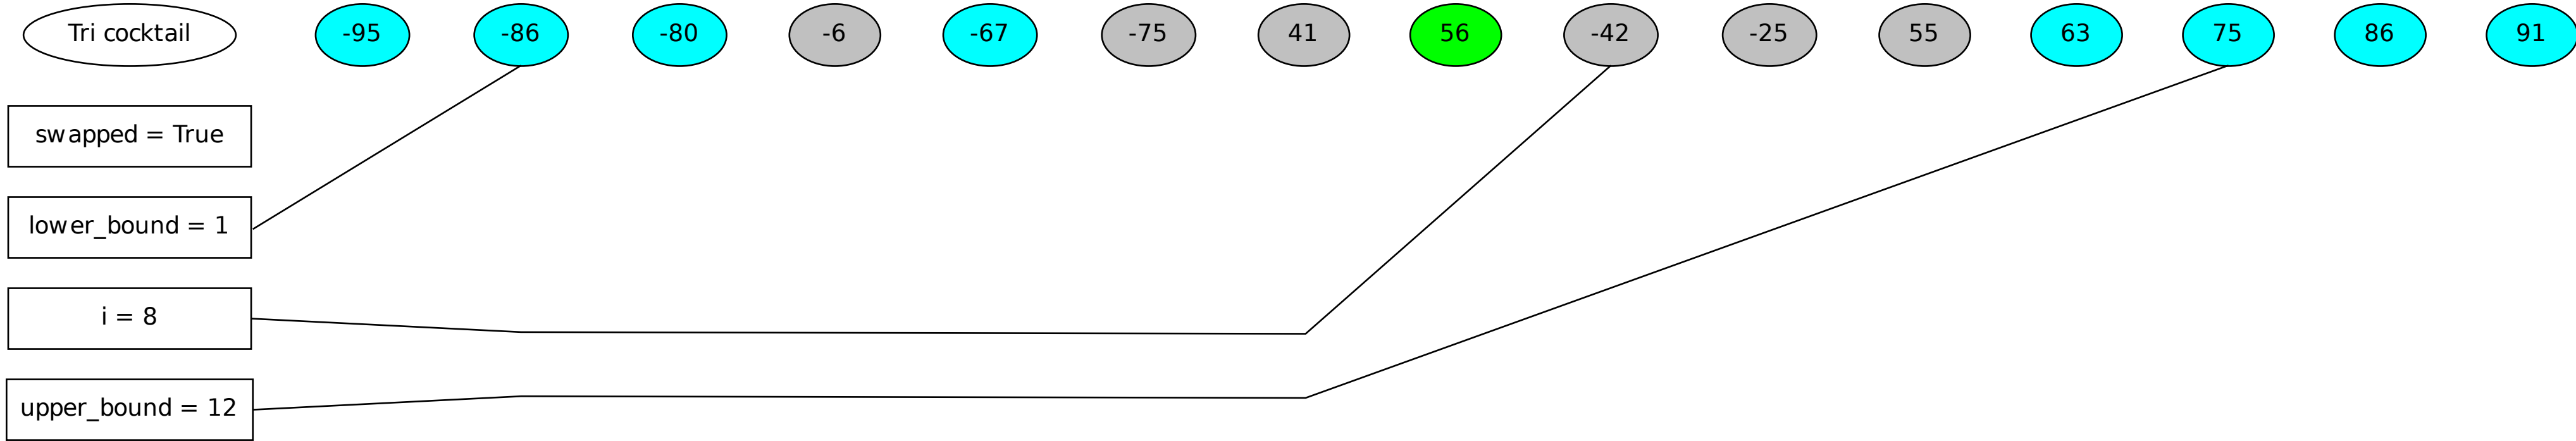 Tri cocktail -95 -86 -80 -6 -67 -75 41 56 -42 -25 55 63 75 86 91
swapped = True
lower_bound = 1
i = 8
upper_bound = 12